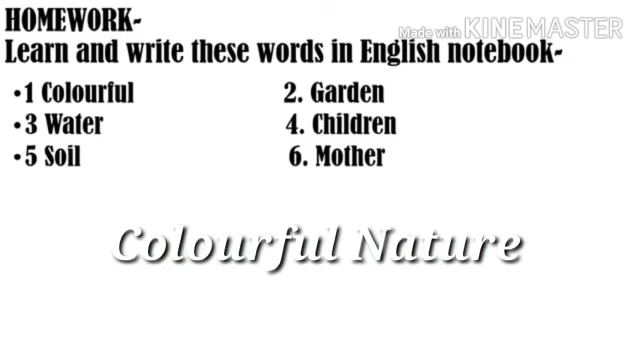 HOMEWORK-
Made with KINEMASTER
Learn and write these words in English notebook-
•1 Colourful 2. Garden
•3 Water 4. Children
•5 Soil 6. Mother
Colourful Nature